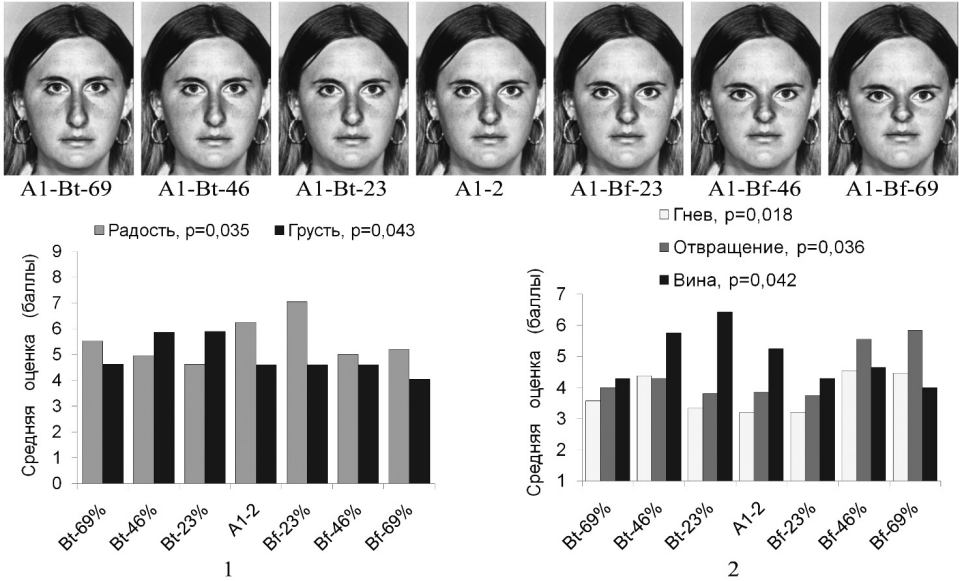 A1-Bt-69 A1-Bt-46 A1-Bt-23 A1-2 A1-Bf-23 A1-Bf-46 A1-Bf-69
Радость, p=0,035 Грусть, p=0,043
Средняя оценка (баллы)
9
8
7
6
5
4
3
2
1
0
Bt-69% Bt-46% Bt-23% A1-2 Bf-23% Bf-46% Bf-69%
1
Гнев, p=0,018
Отвращение, p=0,036
Вина, p=0,042
Средняя оценка (баллы)
7
6
5
4
3
2
1
Bt-69% Bt-46% Bt-23% A1-2 Bf-23% Bf-46% Bf-69%
2